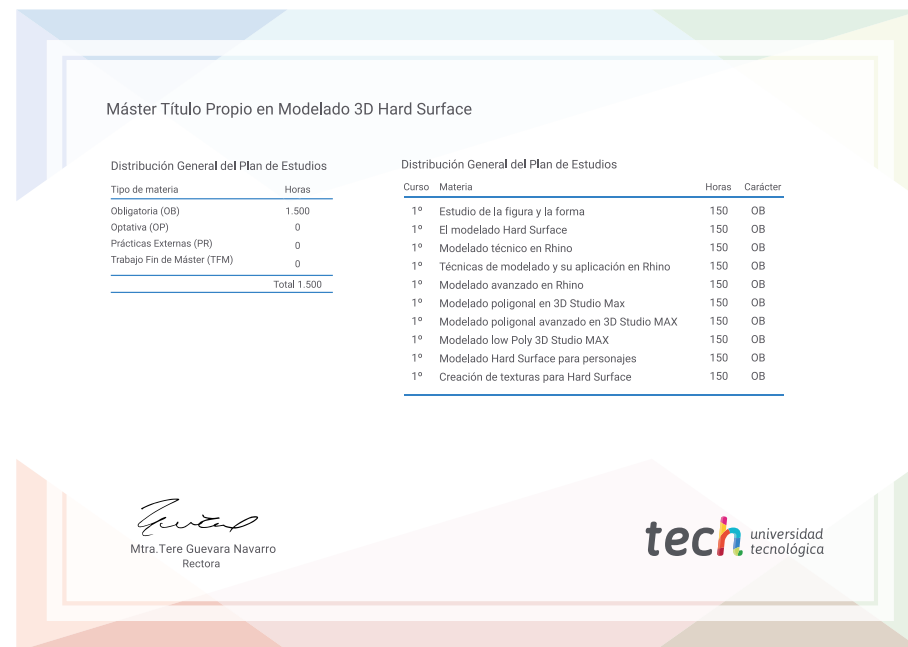 Máster Título Propio en Modelado 3D Hard Surface
Distribución General del Plan de Estudios
Tipo de materia Horas
Obligatoria (OB) 1.500
Optativa (OP) 0
Prácticas Externas (PR) 0
Trabajo Fin de Máster (TFM) 0
Total 1.500
Distribución General del Plan de Estudios
Curso Materia Horas Carácter
1º Estudio de la figura y la forma 150 OB
1º El modelado Hard Surface 150 OB
1º Modelado técnico en Rhino 150 OB
1º Técnicas de modelado y su aplicación en Rhino 150 OB
1º Modelado avanzado en Rhino 150 OB
1º Modelado poligonal en 3D Studio Max 150 OB
1º Modelado poligonal avanzado en 3D Studio MAX 150 OB
1º Modelado low Poly 3D Studio MAX 150 OB
1º Modelado Hard Surface para personajes 150 OB
1º Creación de texturas para Hard Surface 150 OB
Mtra.Tere Guevara Navarro
Rectora
tech universidad
tecnológica